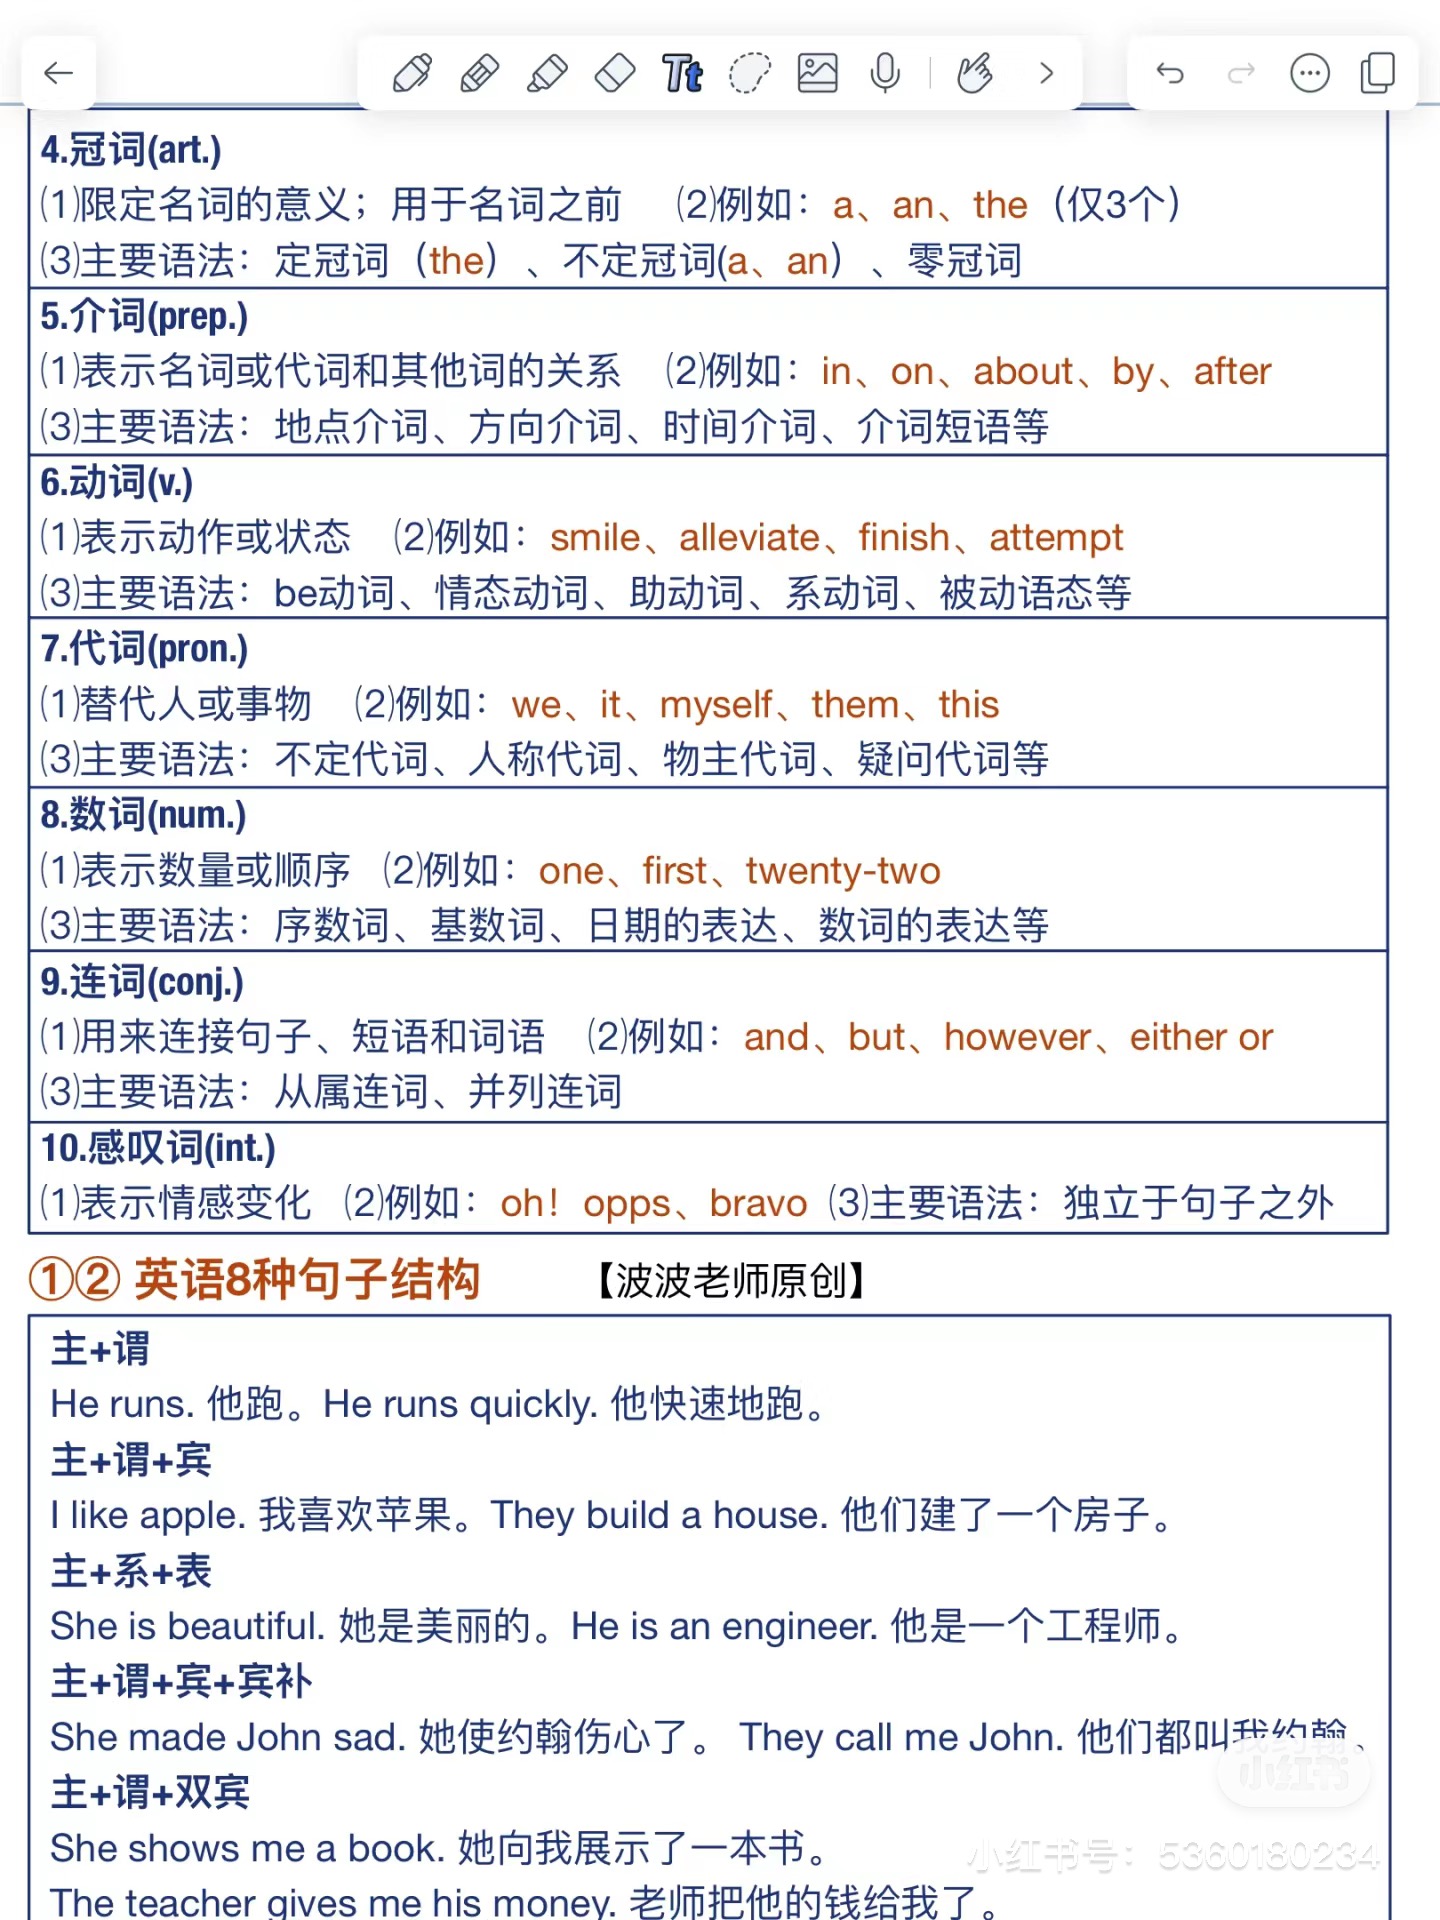 Tt
4.冠词(art.)
(1)限定名词的意义；用于名词之前 (2)例如：a、an、the（仅3个）
(3)主要语法：定冠词（the）、不定冠词(a、an）、零冠词
5.介词(prep.)
(1)表示名词或代词和其他词的关系 (2)例如：in、on、about、by、after
(3)主要语法：地点介词、方向介词、时间介词、介词短语等
6.动词(v.)
(1)表示动作或状态 (2)例如：smile、alleviate、finish、attempt
(3)主要语法：be动词、情态动词、助动词、系动词、被动语态等
7.代词(pron.)
(1)替代人或事物 (2)例如：we、it、myself、them、this
(3)主要语法：不定代词、人称代词、物主代词、疑问代词等
8.数词(num.)
(1)表示数量或顺序 (2)例如：one、first、twenty-two
(3)主要语法：序数词、基数词、日期的表达、数词的表达等
9.连词(conj.)
(1)用来连接句子、短语和词语 (2)例如：and、but、however、either or
(3)主要语法：从属连词、并列连词
10.感叹词(int.)
(1)表示情感变化 (2)例如：oh！opps、bravo (3)主要语法：独立于句子之外
①② 英语8种句子结构 【波波老师原创】
主+谓
He runs. 他跑。He runs quickly. 他快速地跑。
主+谓+宾
I like apple. 我喜欢苹果。They build a house. 他们建了一个房子。
主+系+表
She is beautiful. 她是美丽的。He is an engineer. 他是一个工程师。
主+谓+宾+宾补
She made John sad. 她使约翰伤心了。 They call me John. 他们都叫我约翰。
小红书
主+谓+双宾
She shows me a book. 她向我展示了一本书。
小红书号：5360180234
The teacher gives me his money. 老师把他的钱给我了。